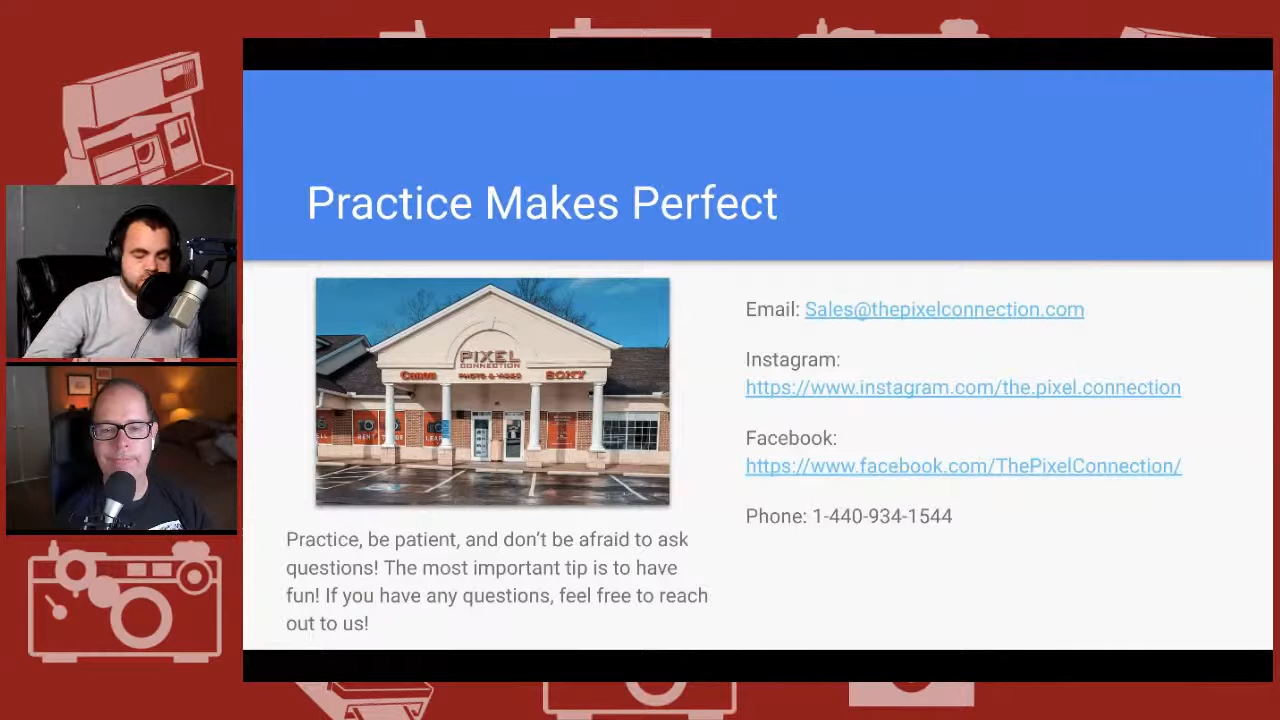 Practice Makes Perfect
PIXEL
CONNECTION
Canon
PHOTO & VIDEO
SONY
RENT
Practice, be patient, and don't be afraid to ask
questions! The most important tip is to have
fun! If you have any questions, feel free to reach
out to us!
Email: Sales@thepixelconnection.com
Instagram:
https://www.instagram.com/the.pixel.connection
Facebook:
https://www.facebook.com/ThePixelConnection/
Phone: 1-440-934-1544